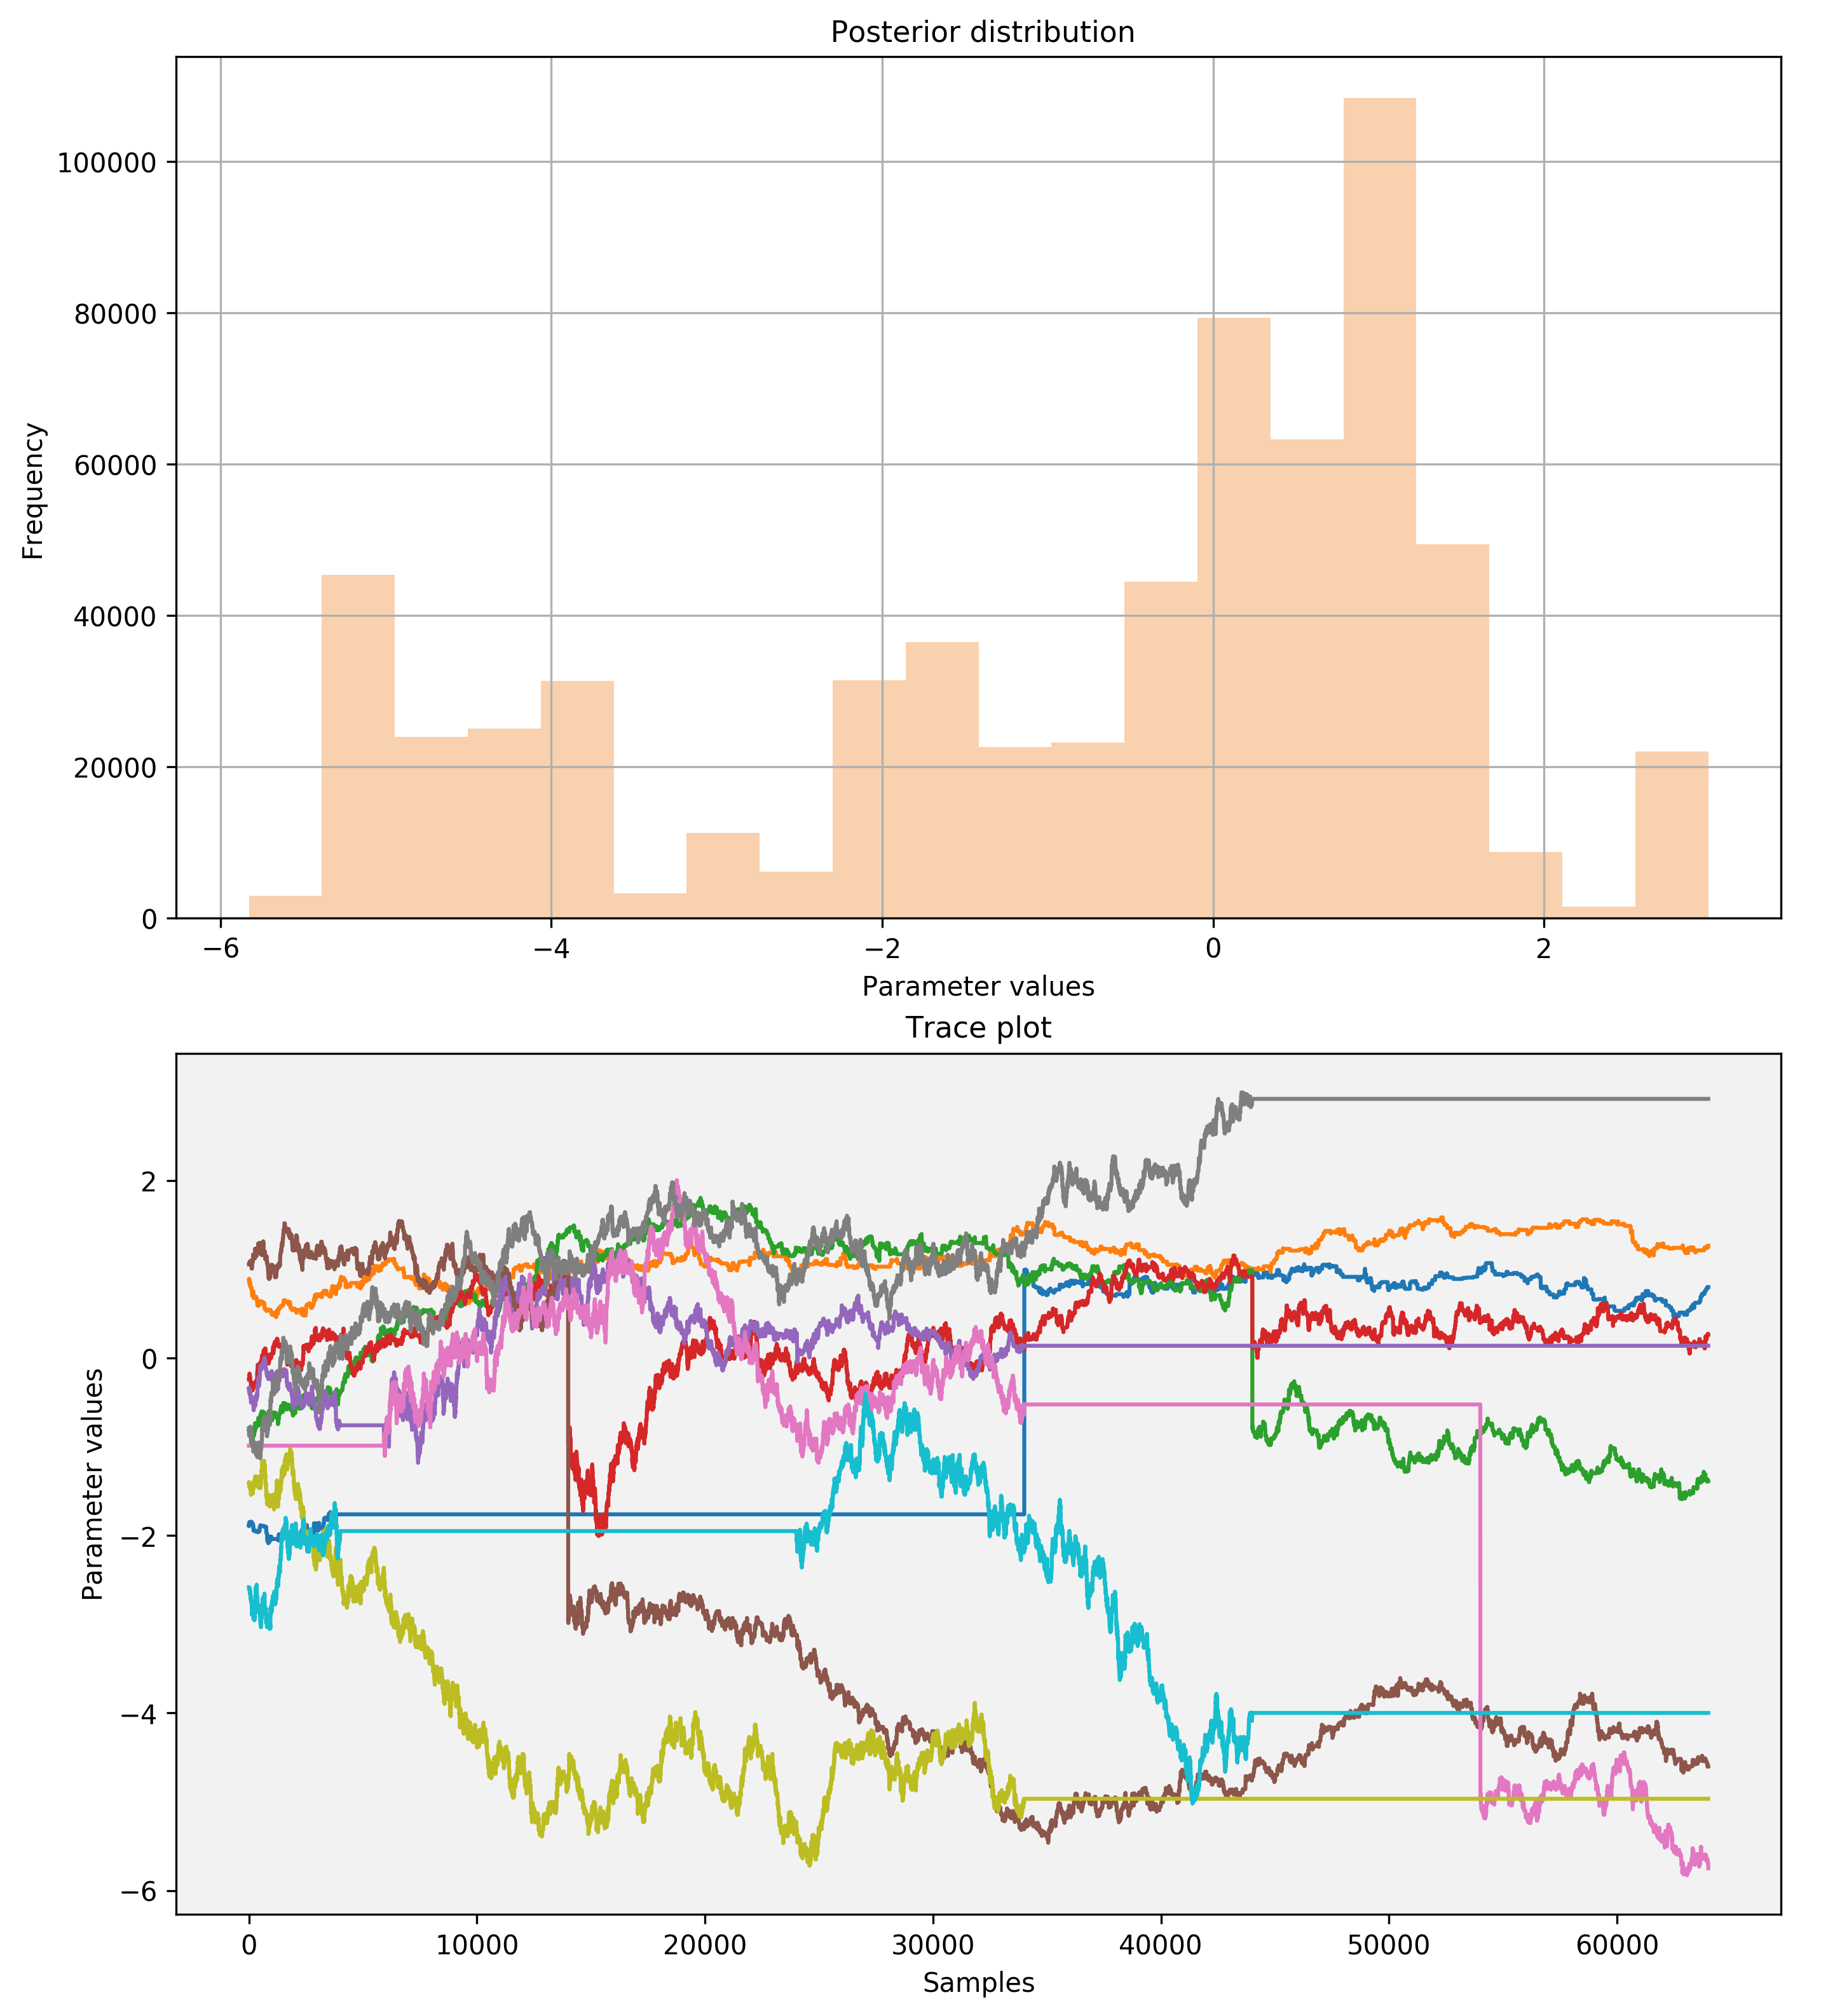 Posterior distribution
100000
80000
60000
40000
20000
0
Frequency
−6 −4 −2 0 2
Parameter values
Trace plot
2
0
−2
−4
−6
Parameter values
0 10000 20000 30000 40000 50000 60000
Samples